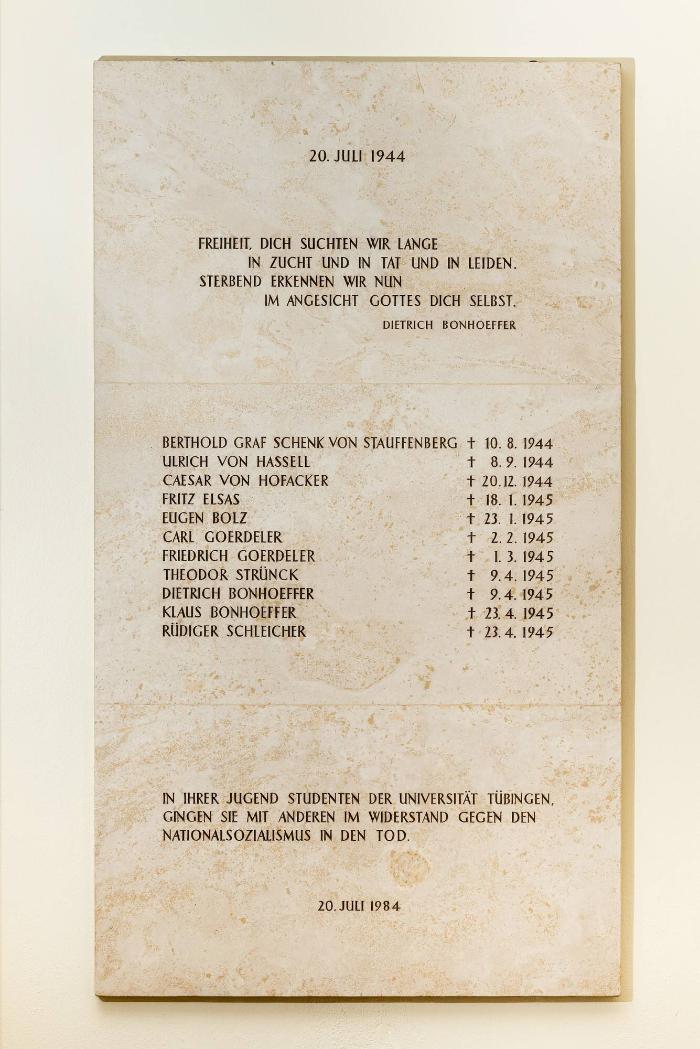 20. JULI 1944
FREIHEIT, DICH SUCHTEN WIR LANGE
IN ZUCHT UND IN TAT UND IN LEIDEN.
STERBEND ERKENNEN WIR NUN
IM ANGESICHT GOTTES DICH SELBST.
DIETRICH BONHOEFFER
BERTHOLD GRAF SCHENK VON STAUFFENBERG † 10. 8. 1944
ULRICH VON HASSELL † 8. 9. 1944
CAESAR VON HOFACKER † 20. 12. 1944
FRITZ ELSAS † 18. 1. 1945
EUGEN BOLZ † 23. 1. 1945
CARL GOERDELER † 2. 2. 1945
FRIEDRICH GOERDELER † 1. 3. 1945
THEODOR STRÜNCK † 9. 4. 1945
DIETRICH BONHOEFFER † 9. 4. 1945
KLAUS BONHOEFFER † 23. 4. 1945
RÜDIGER SCHLEICHER † 23. 4. 1945
IN IHRER JUGEND STUDENTEN DER UNIVERSITÄT TÜBINGEN,
GINGEN SIE MIT ANDEREN IM WIDERSTAND GEGEN DEN
NATIONALSOZIALISMUS IN DEN TOD.
20. JULI 1984